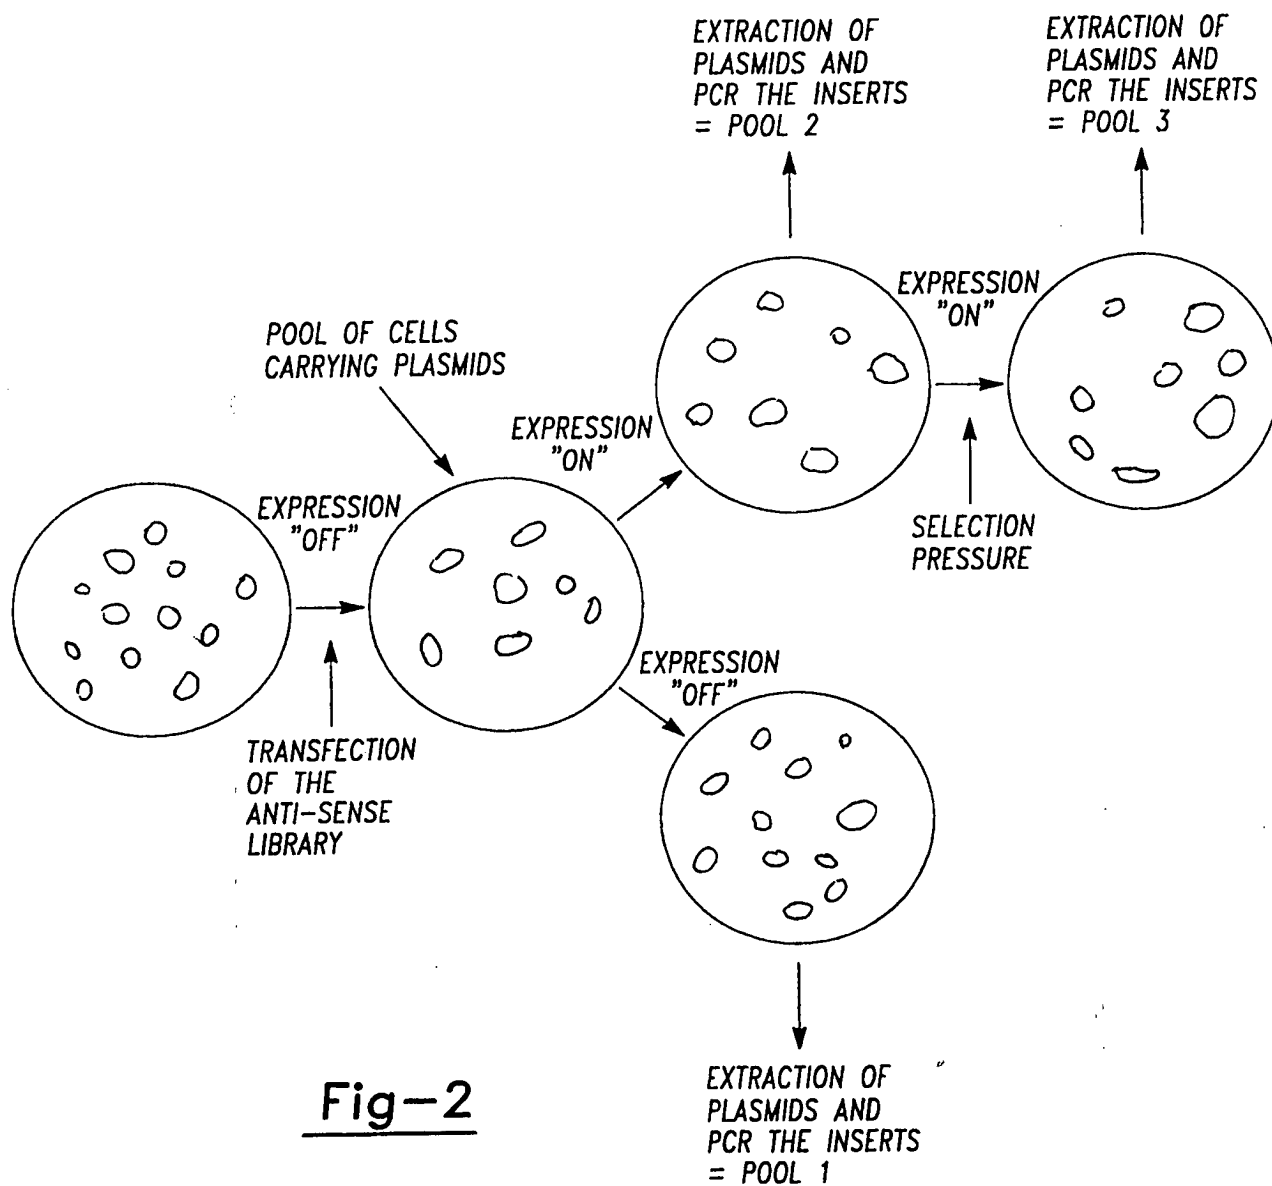 EXTRACTION OF
PLASMIDS AND
PCR THE INSERTS
= POOL 2
EXTRACTION OF
PLASMIDS AND
PCR THE INSERTS
= POOL 3
EXPRESSION
"ON"
POOL OF CELLS
CARRYING PLASMIDS
EXPRESSION
"ON"
EXPRESSION
"OFF"
SELECTION
PRESSURE
EXPRESSION
"OFF"
TRANSFECTION
OF THE
ANTI-SENSE
LIBRARY
EXTRACTION OF
PLASMIDS AND
PCR THE INSERTS
= POOL 1
Fig-2